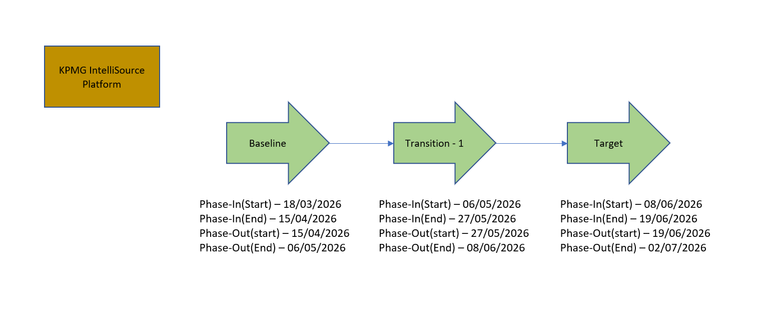 KPMG IntelliSource
Platform
Baseline
Transition - 1
Target
Phase-In(Start) – 18/03/2026
Phase-In(End) – 15/04/2026
Phase-Out(start) – 15/04/2026
Phase-Out(End) – 06/05/2026
Phase-In(Start) – 06/05/2026
Phase-In(End) – 27/05/2026
Phase-Out(start) – 27/05/2026
Phase-Out(End) – 08/06/2026
Phase-In(Start) – 08/06/2026
Phase-In(End) – 19/06/2026
Phase-Out(start) – 19/06/2026
Phase-Out(End) – 02/07/2026